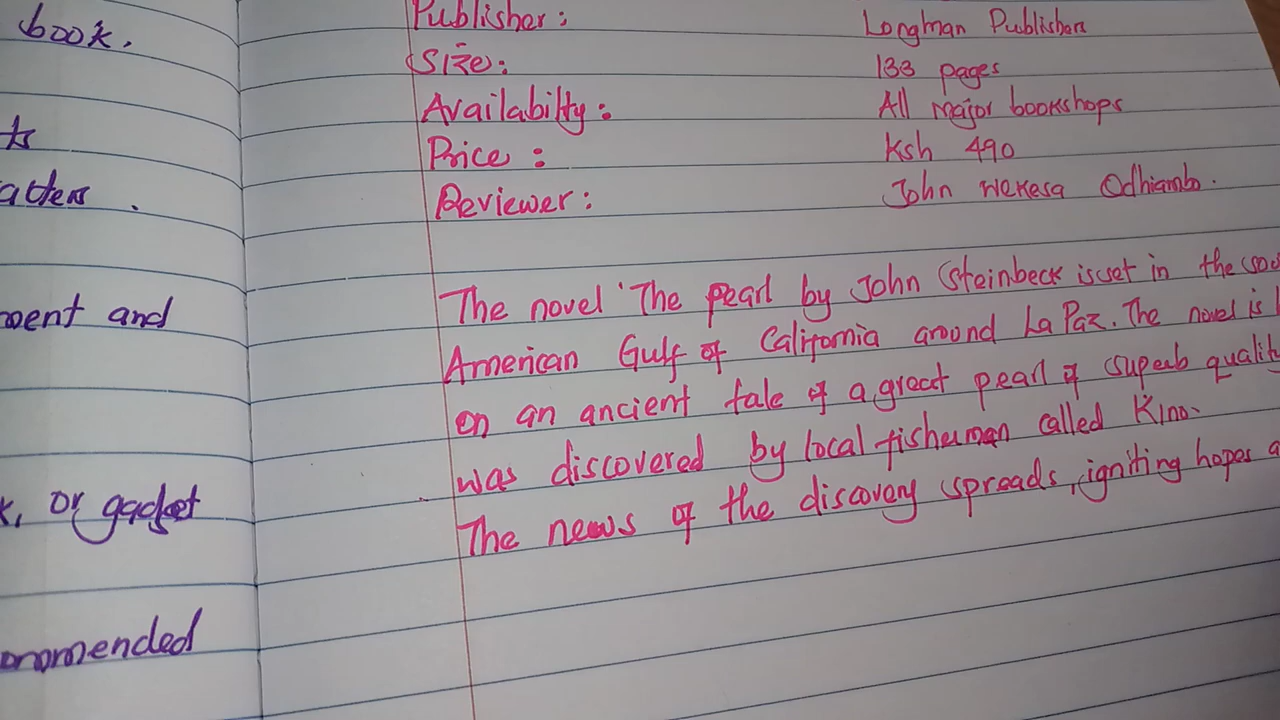 book.
ts
acters.
ment and
or gadget
ommended
Publisher: Longman Publishers
Size: 133 pages
Availabilty: All major bookshops
Price: Ksh 490
Reviewer: John Wekesa Odhiambo.
The novel 'The pearl by John Steinbeck is set in the
American Gulf of California around La Paz. The novel is
on an ancient tale of a great pearl of superb quality
was discovered by local fisherman called Kino.
The news of the discovery spreads, igniting hopes a